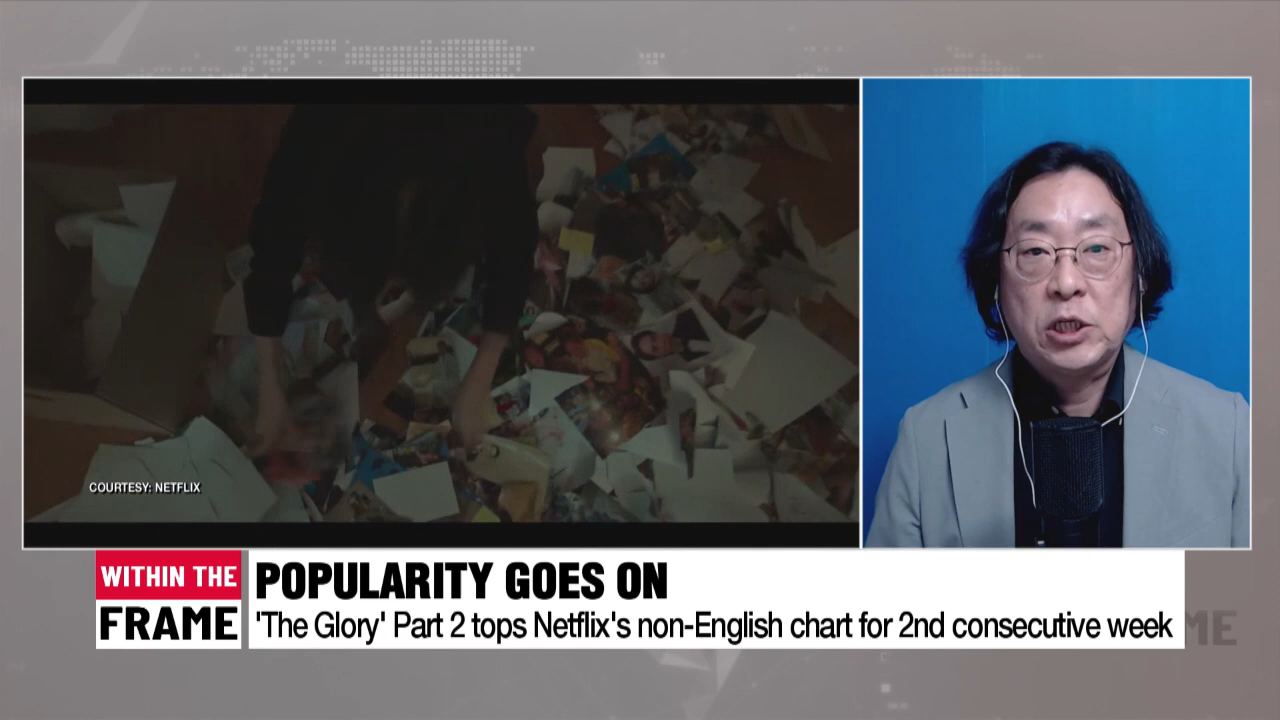 COURTESY: NETFLIX
WITHIN THE
FRAME
POPULARITY GOES ON
'The Glory' Part 2 tops Netflix's non-English chart for 2nd consecutive week
ME